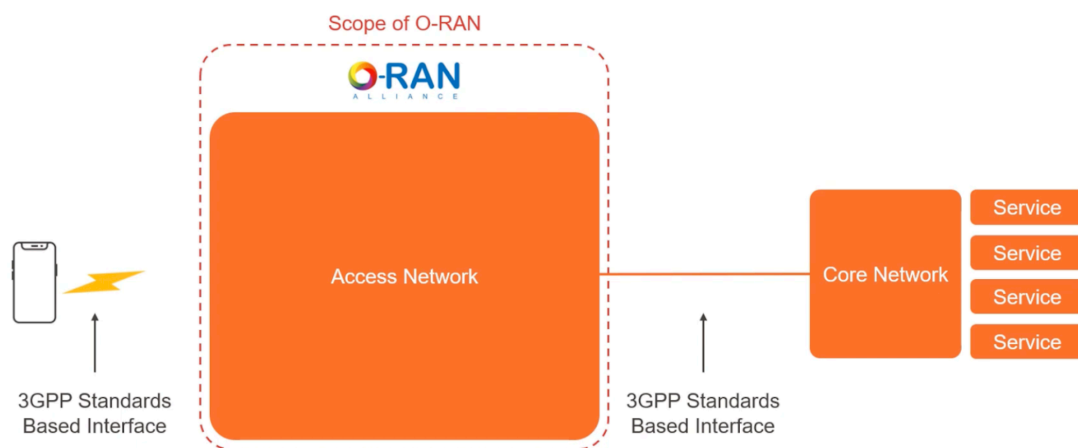 Scope of O-RAN
O-RAN
ALLIANCE
Access Network
Core Network
Service
Service
Service
Service
3GPP Standards
Based Interface
3GPP Standards
Based Interface